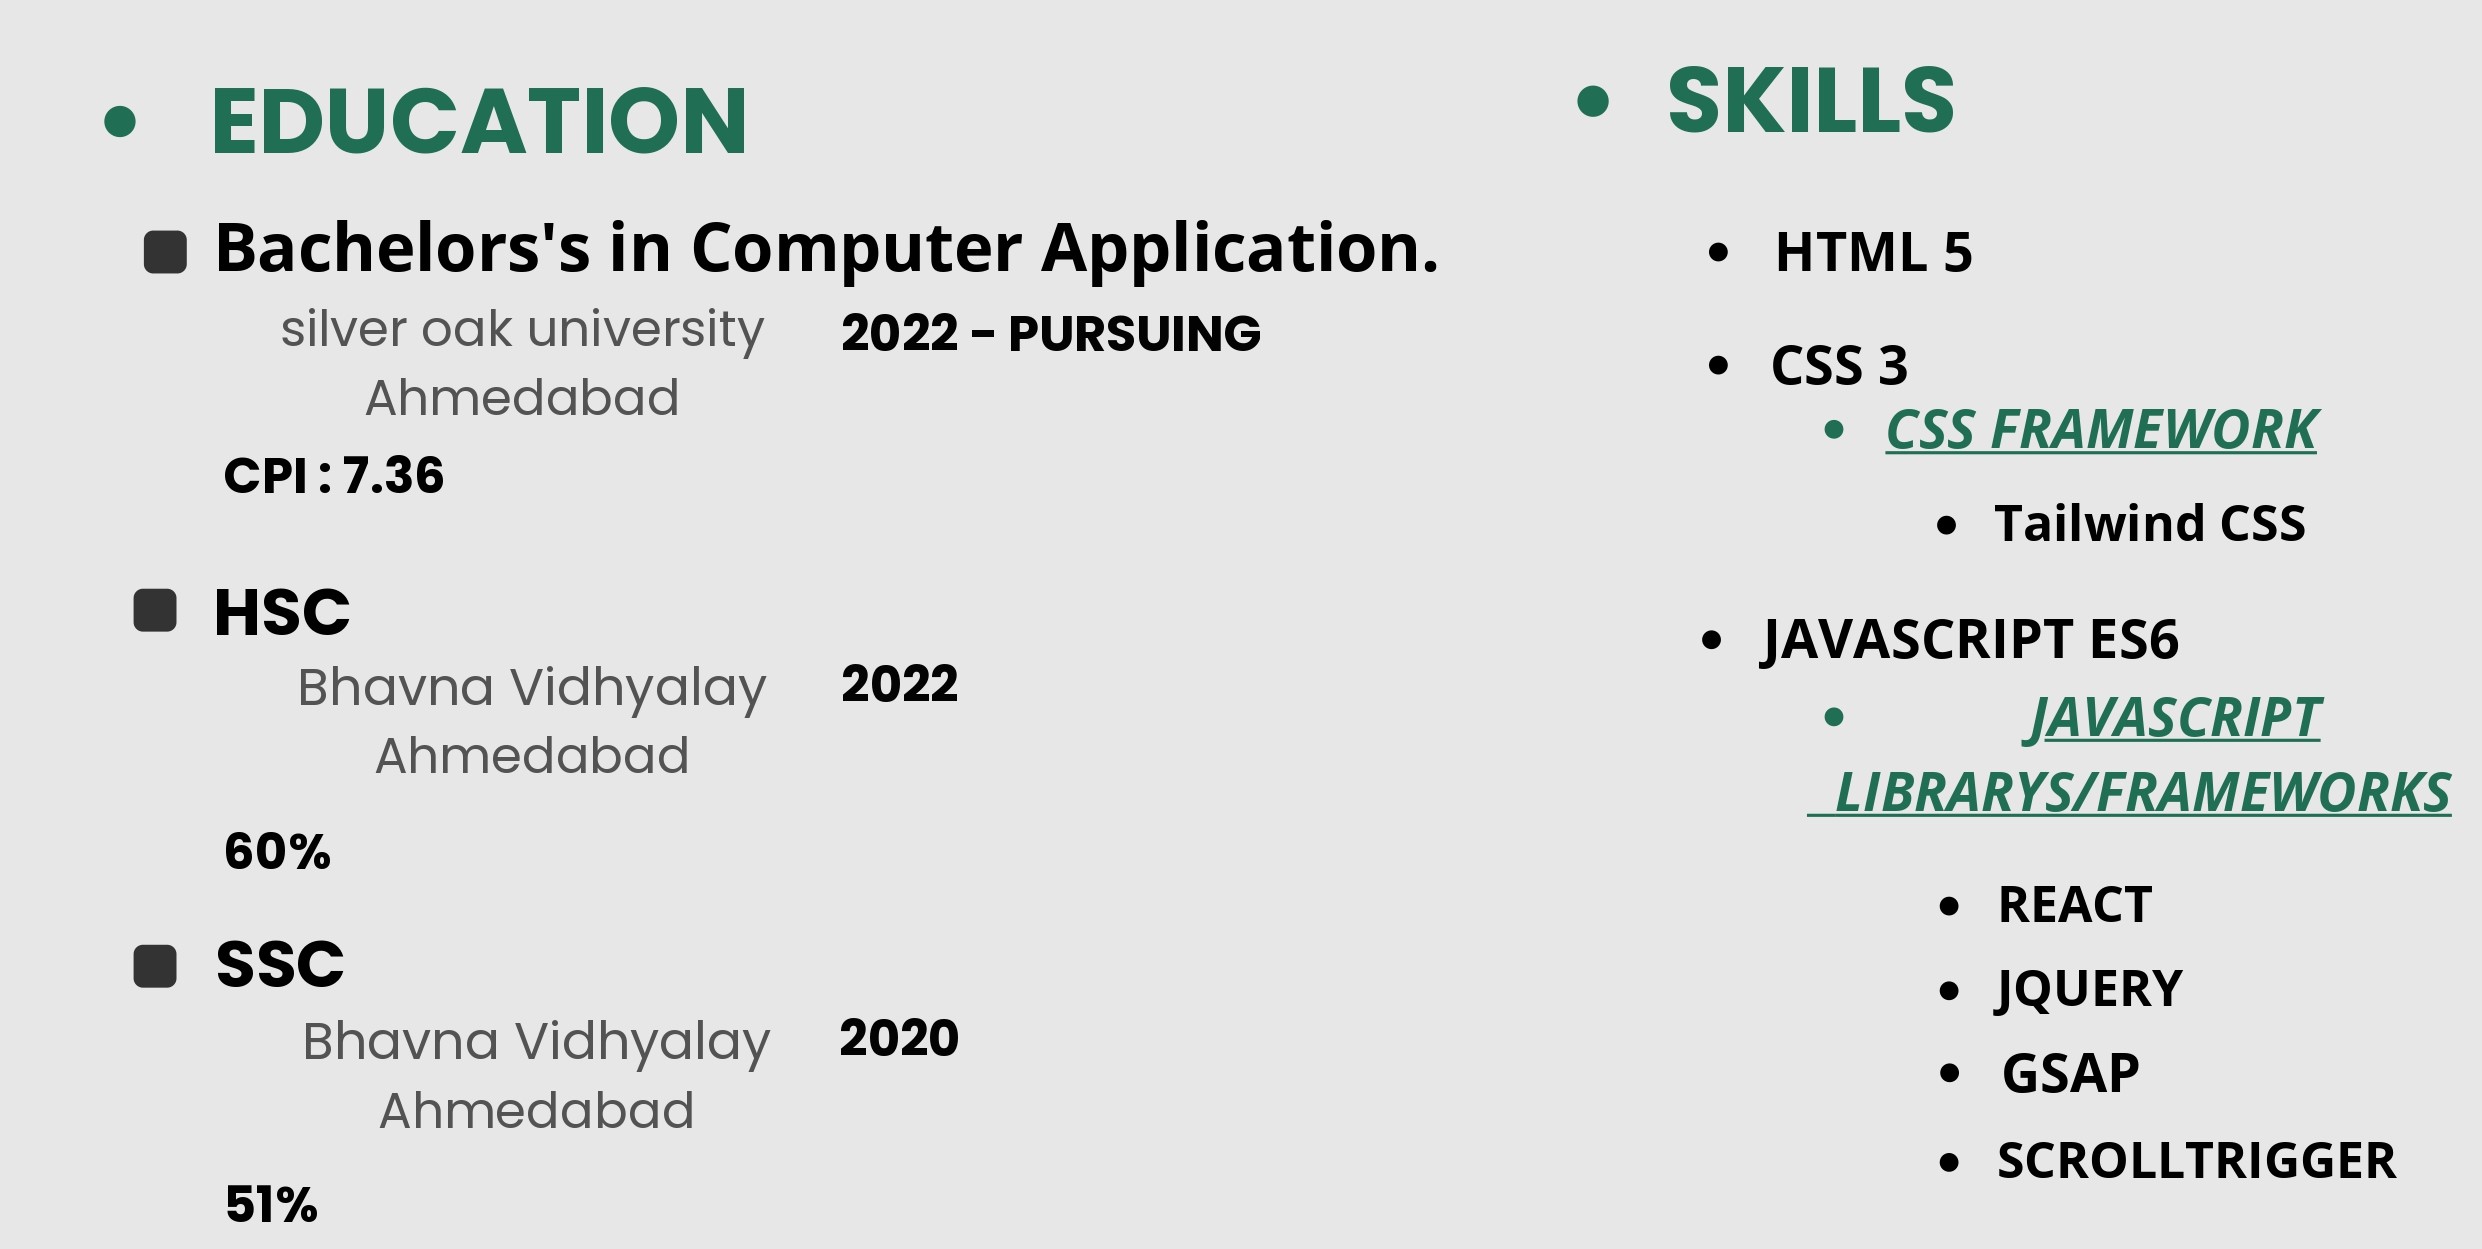 EDUCATION
Bachelors's in Computer Application.
silver oak university
Ahmedabad
2022 - PURSUING
CPI : 7.36
HSC
Bhavna Vidhyalay
Ahmedabad
2022
60%
SSC
Bhavna Vidhyalay
Ahmedabad
2020
51%
SKILLS
HTML 5
CSS 3
CSS FRAMEWORK
Tailwind CSS
JAVASCRIPT ES6
JAVASCRIPT
LIBRARYS/FRAMEWORKS
REACT
JQUERY
GSAP
SCROLLTRIGGER